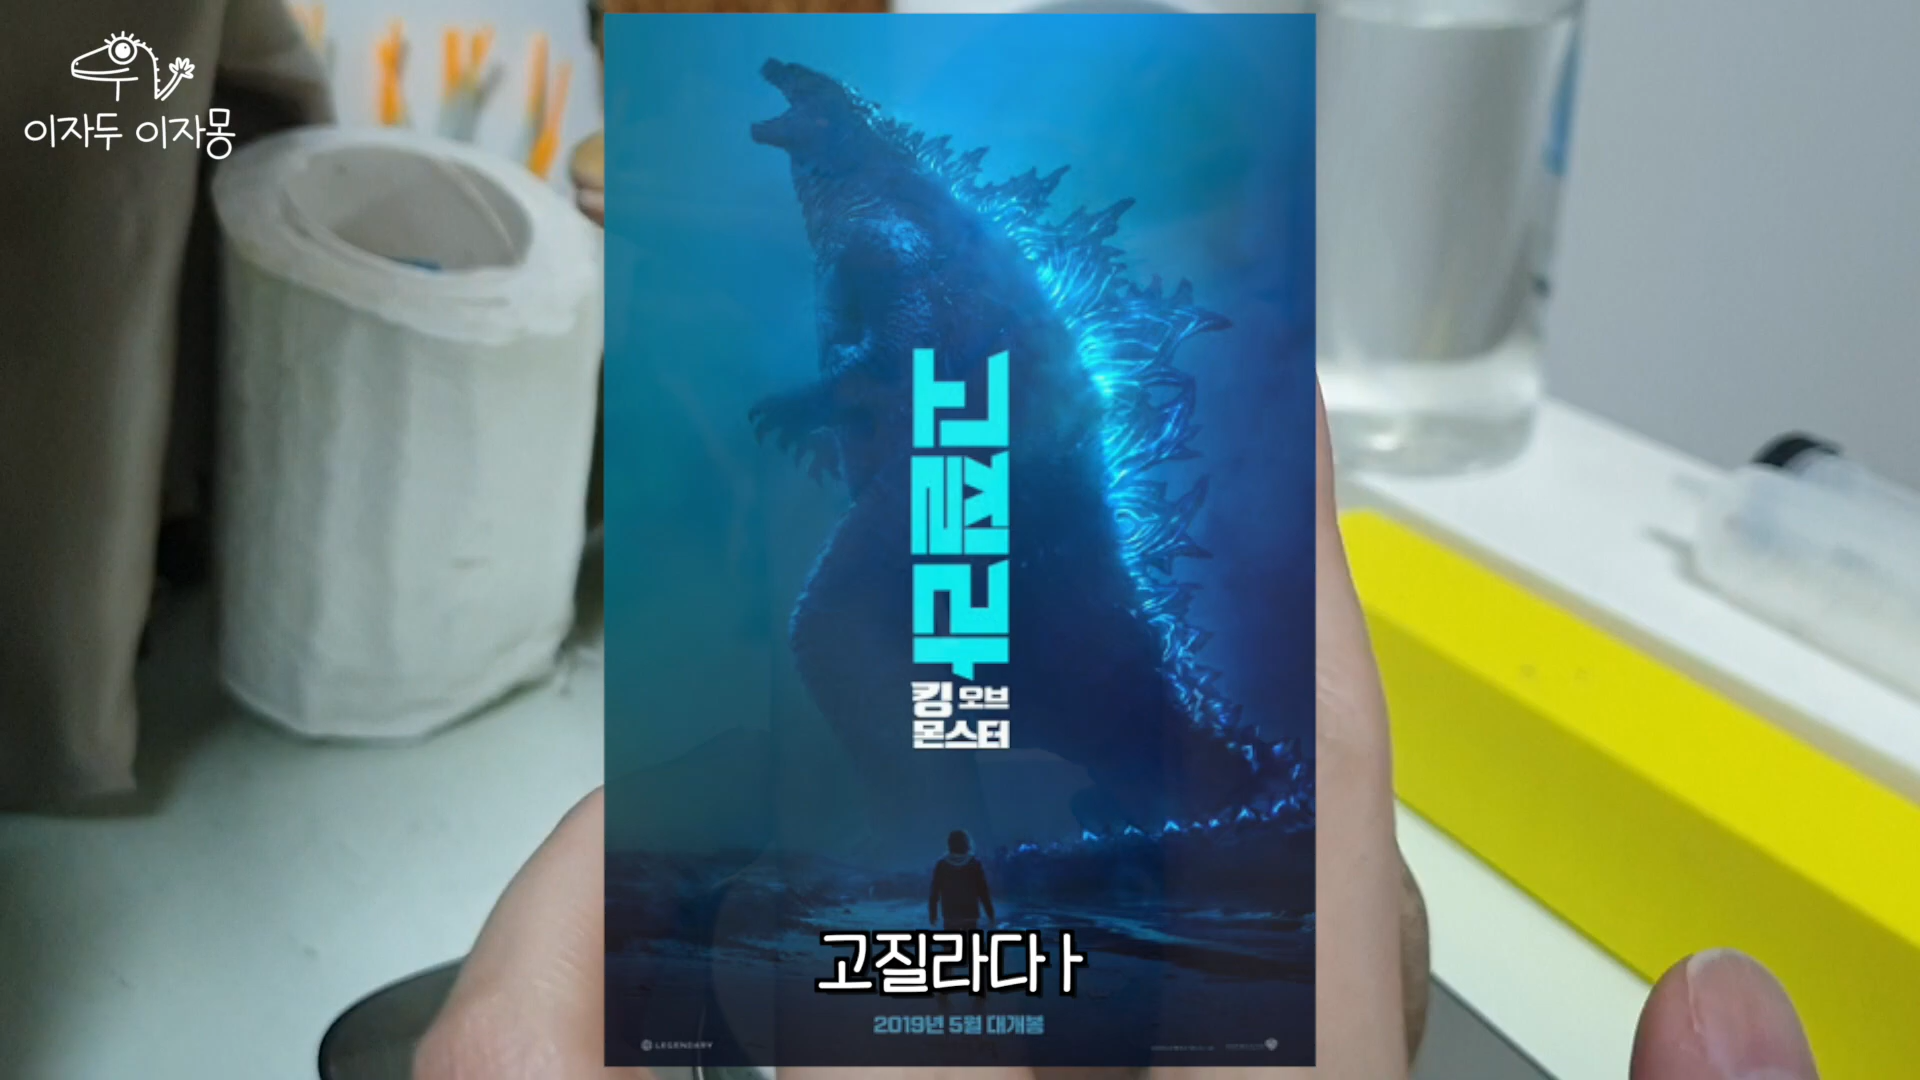 이자두 이자몽
고질라
킹 오브
몬스터
고질라다ㅏ
2019년 5월 대개봉
LEGENDARY